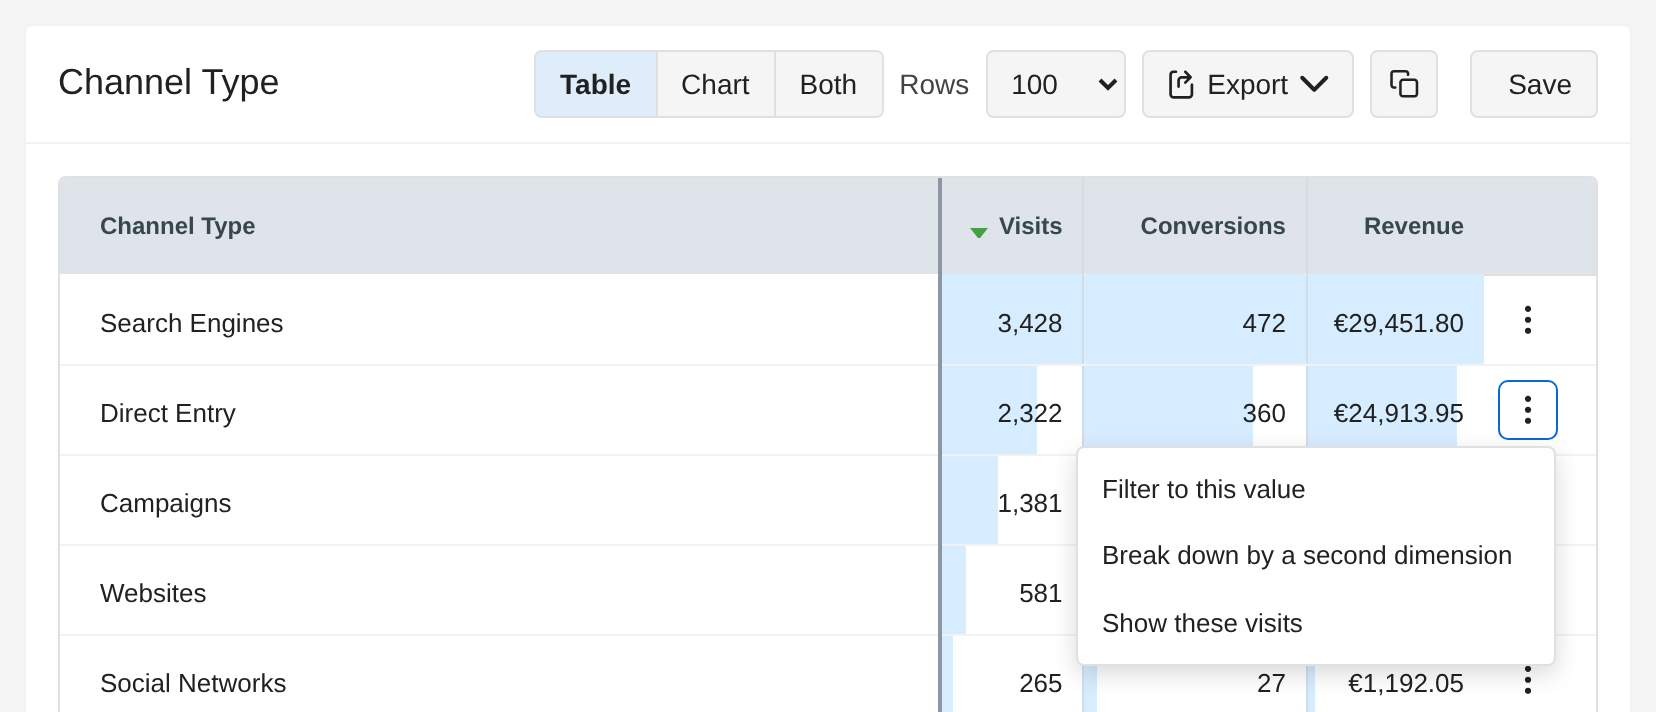 Channel Type
Table Chart Both Rows 100 Export Save
Channel Type Visits Conversions Revenue
Search Engines 3,428 472 €29,451.80
Direct Entry 2,322 360 €24,913.95
Campaigns 1,381
Filter to this value
Break down by a second dimension
Websites 581
Show these visits
Social Networks 265 27 €1,192.05